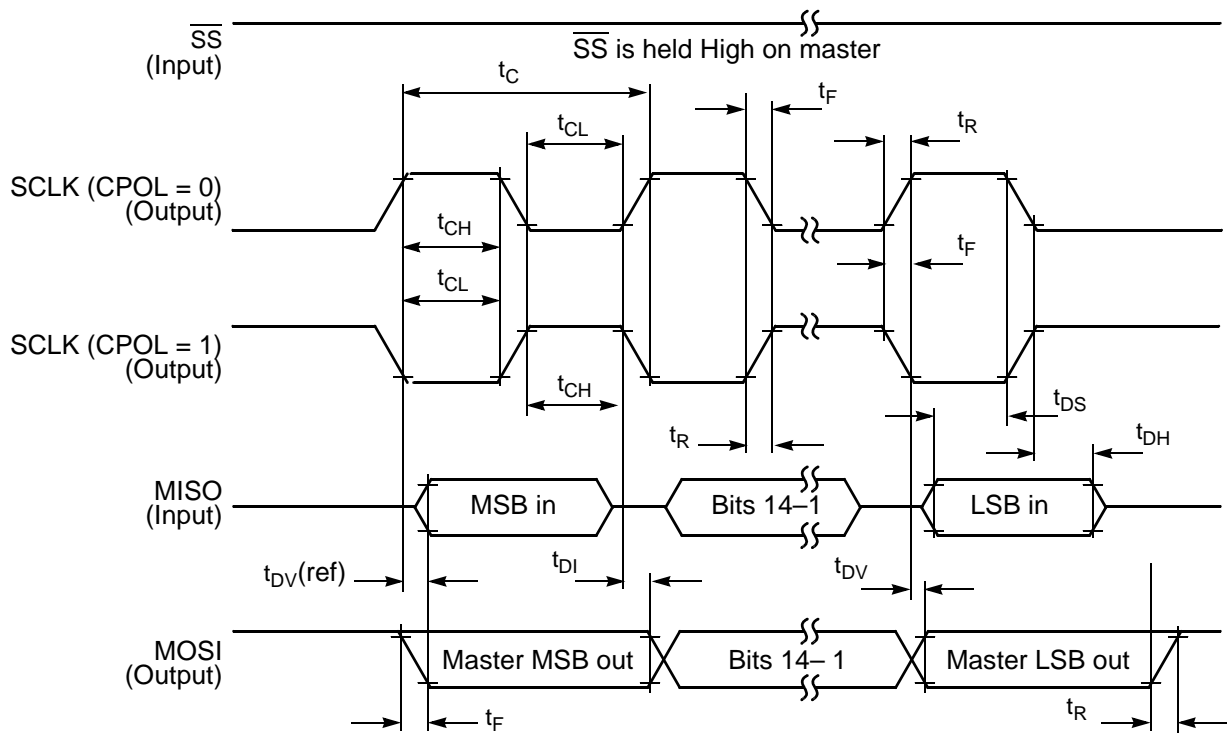 SS
(Input)
SS is held High on master
tC
tF
tR
tCL
SCLK (CPOL = 0)
(Output)
tCH
tF
tCL
SCLK (CPOL = 1)
(Output)
tCH
tDS
tR
tDH
MISO
(Input)
MSB in
Bits 14–1
LSB in
tDV(ref)
tDI
tDV
MOSI
(Output)
Master MSB out
Bits 14– 1
Master LSB out
tF
tR